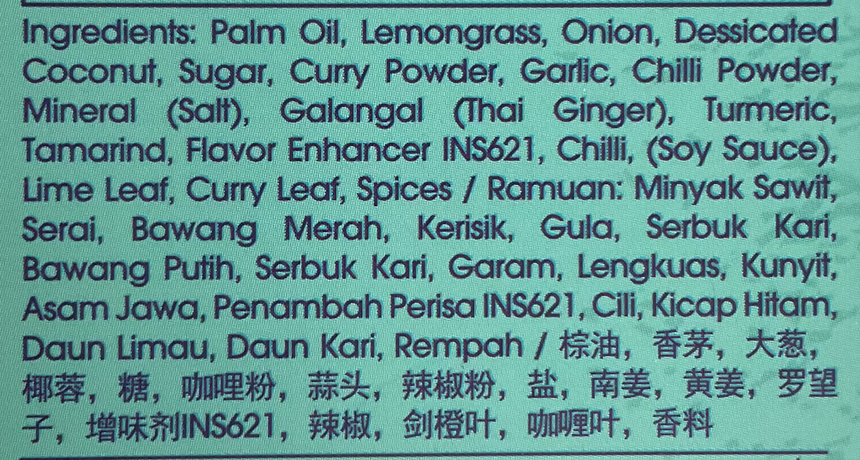 Ingredients: Palm Oil, Lemongrass, Onion, Dessicated
Coconut, Sugar, Curry Powder, Garlic, Chilli Powder,
Mineral (Salt), Galangal (Thai Ginger), Turmeric,
Tamarind, Flavor Enhancer INS621, Chilli, (Soy Sauce),
Lime Leaf, Curry Leaf, Spices / Ramuan: Minyak Sawit,
Serai, Bawang Merah, Kerisik, Gula, Serbuk Kari,
Bawang Putih, Serbuk Kari, Garam, Lengkuas, Kunyit,
Asam Jawa, Penambah Perisa INS621, Cili, Kicap Hitam,
Daun Limau, Daun Kari, Rempah / 棕油，香茅，大葱，
椰蓉，糖，咖哩粉，蒜头，辣椒粉，盐，南姜，黄姜，罗望
子，增味剂INS621，辣椒，剑橙叶，咖喱叶，香料